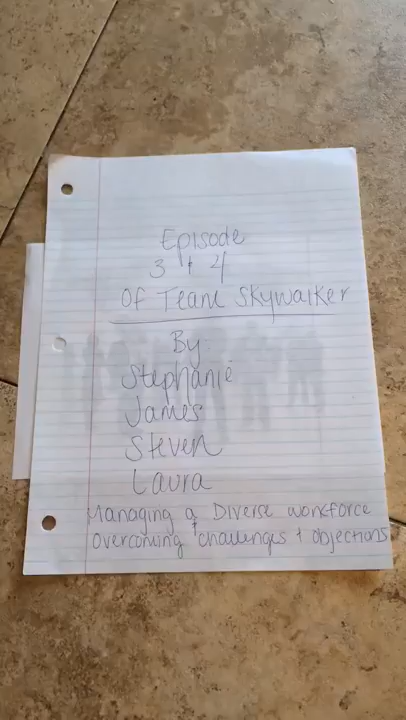 Episode
3 + 4
Of Team Skywalker
By:
Stephanie
James
Steven
Laura
Managing a Diverse workforce
+
Overcoming challenges + objections